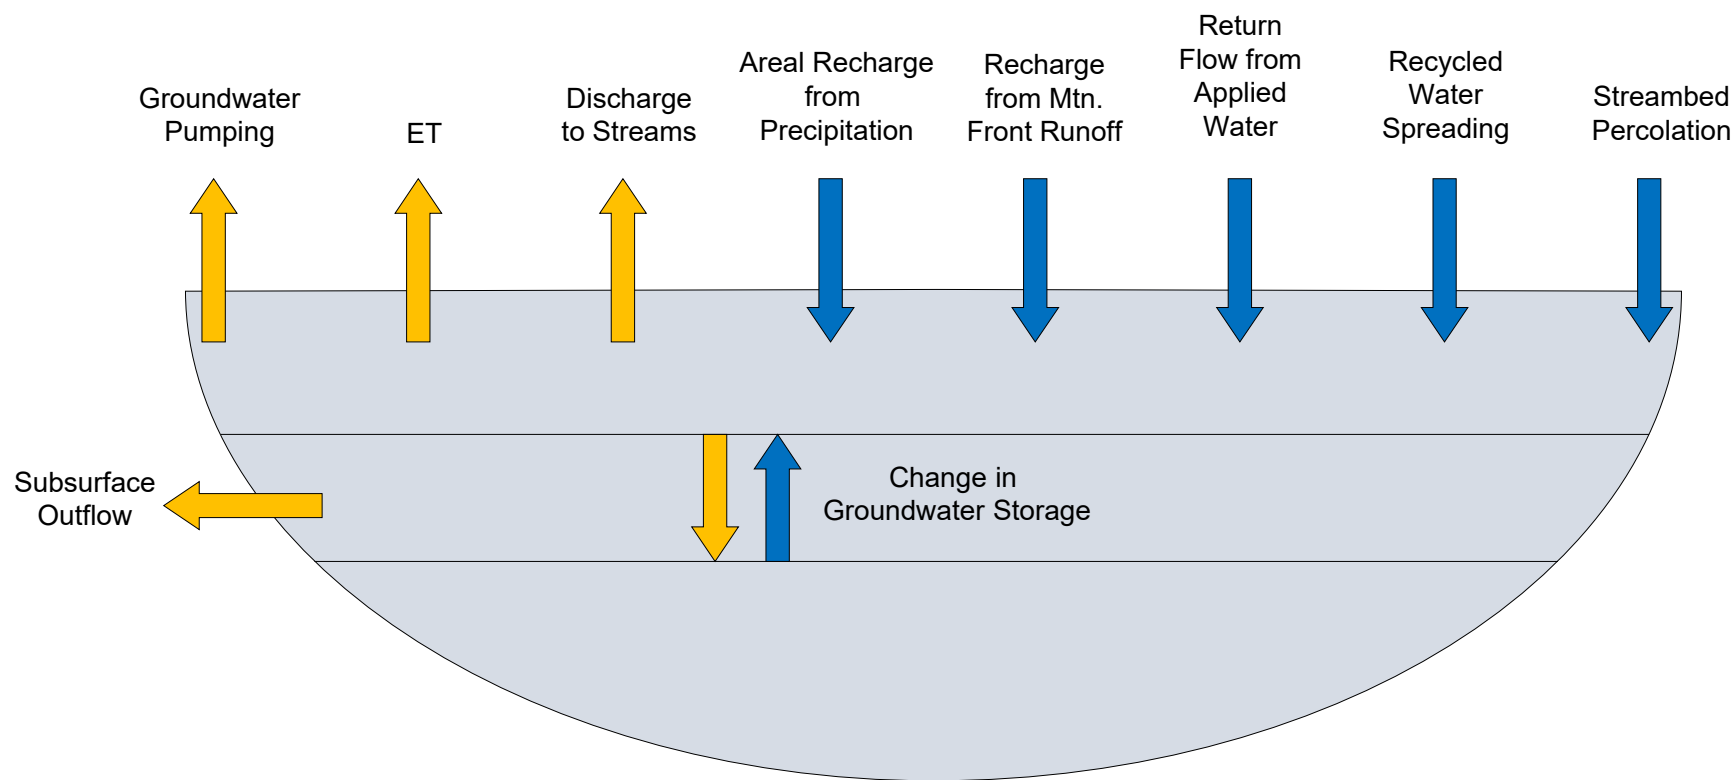 Groundwater
Pumping
ET
Discharge
to Streams
Areal Recharge
from
Precipitation
Recharge
from Mtn.
Front Runoff
Return
Flow from
Applied
Water
Recycled
Water
Spreading
Streambed
Percolation
Subsurface
Outflow
Change in
Groundwater Storage